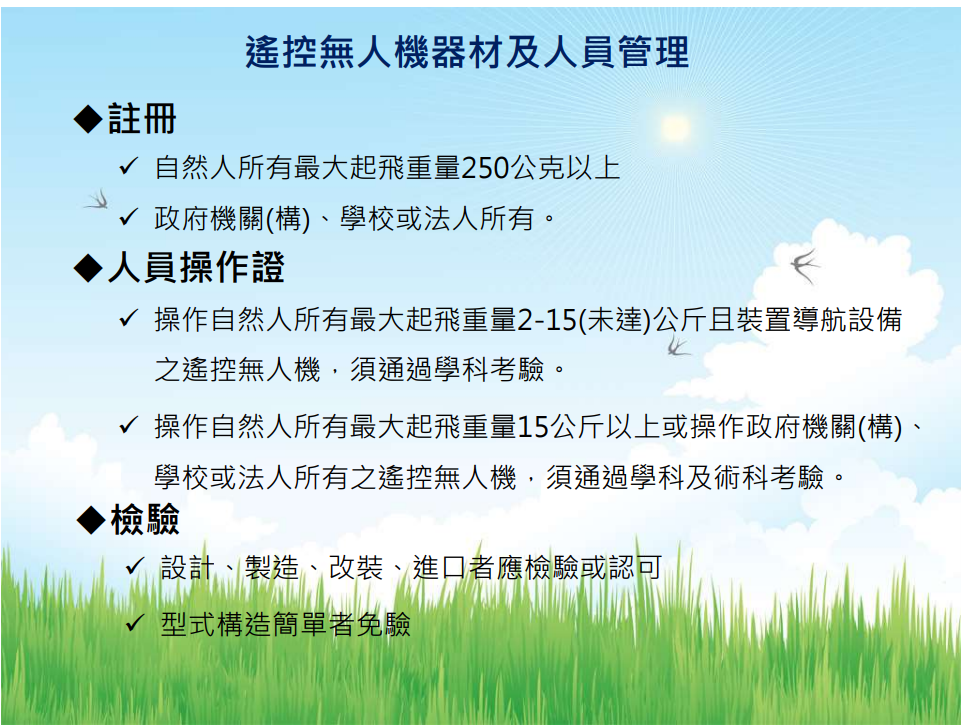 遙控無人機器材及人員管理
◆註冊
✓ 自然人所有最大起飛重量250公克以上
✓ 政府機關(構)、學校或法人所有。
◆人員操作證
✓ 操作自然人所有最大起飛重量2-15(未達)公斤且裝置導航設備
之遙控無人機，須通過學科考驗。
✓ 操作自然人所有最大起飛重量15公斤以上或操作政府機關(構)、
學校或法人所有之遙控無人機，須通過學科及術科考驗。
◆檢驗
✓ 設計、製造、改裝、進口者應檢驗或認可
✓ 型式構造簡單者免驗